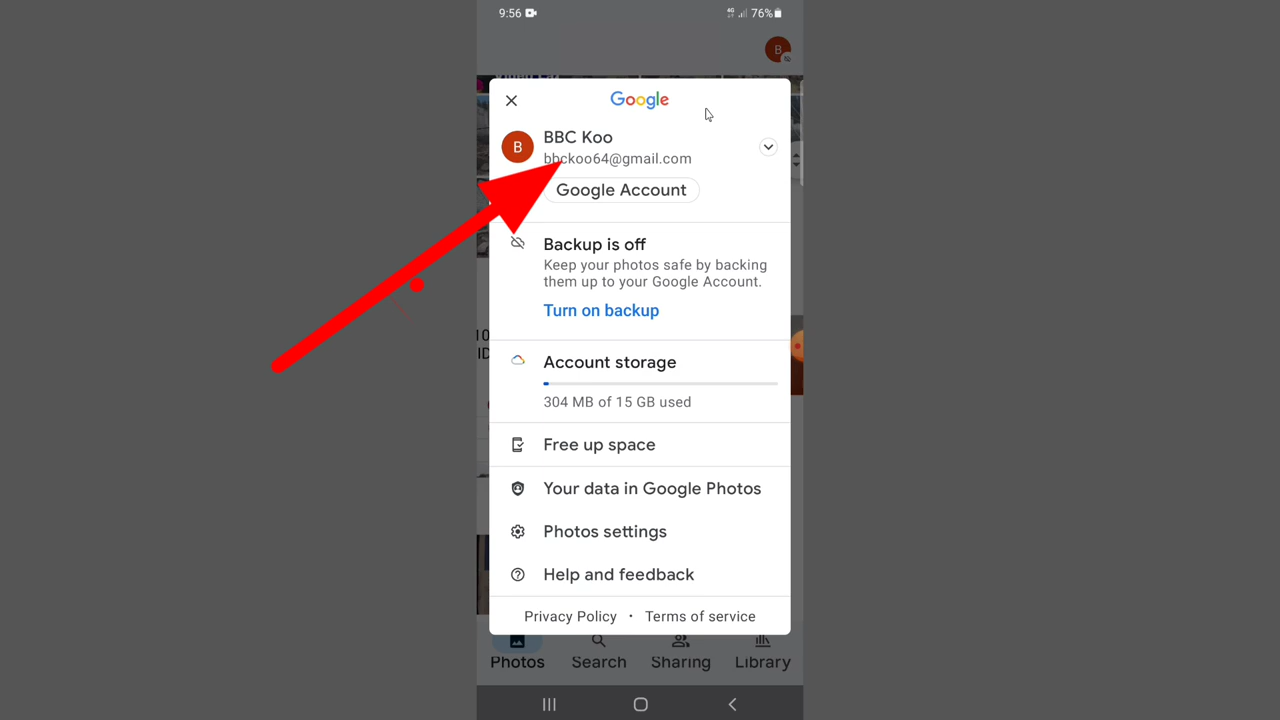 9:56
4G
76%
B
Google
BBC Koo
B
bbckoo64@gmail.com
Google Account
Backup is off
Keep your photos safe by backing
them up to your Google Account.
Turn on backup
10
ID
Account storage
304 MB of 15 GB used
Free up space
Your data in Google Photos
Photos settings
Help and feedback
Privacy Policy • Terms of service
Photos
Search
Sharing
Library